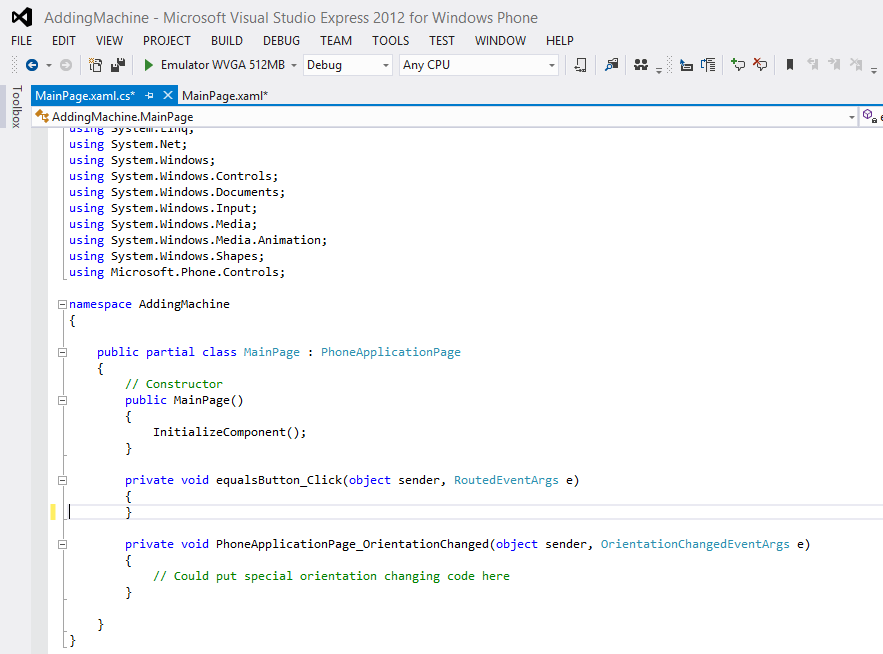 AddingMachine - Microsoft Visual Studio Express 2012 for Windows Phone
FILE EDIT VIEW PROJECT BUILD DEBUG TEAM TOOLS TEST WINDOW HELP
Emulator WVGA 512MB Debug Any CPU
Toolbox
MainPage.xaml.cs* MainPage.xaml*
AddingMachine.MainPage
using System.Linq;
using System.Net;
using System.Windows;
using System.Windows.Controls;
using System.Windows.Documents;
using System.Windows.Input;
using System.Windows.Media;
using System.Windows.Media.Animation;
using System.Windows.Shapes;
using Microsoft.Phone.Controls;
namespace AddingMachine
{
public partial class MainPage : PhoneApplicationPage
{
// Constructor
public MainPage()
{
InitializeComponent();
}
private void equalsButton_Click(object sender, RoutedEventArgs e)
{
}
private void PhoneApplicationPage_OrientationChanged(object sender, OrientationChangedEventArgs e)
{
// Could put special orientation changing code here
}
}
}